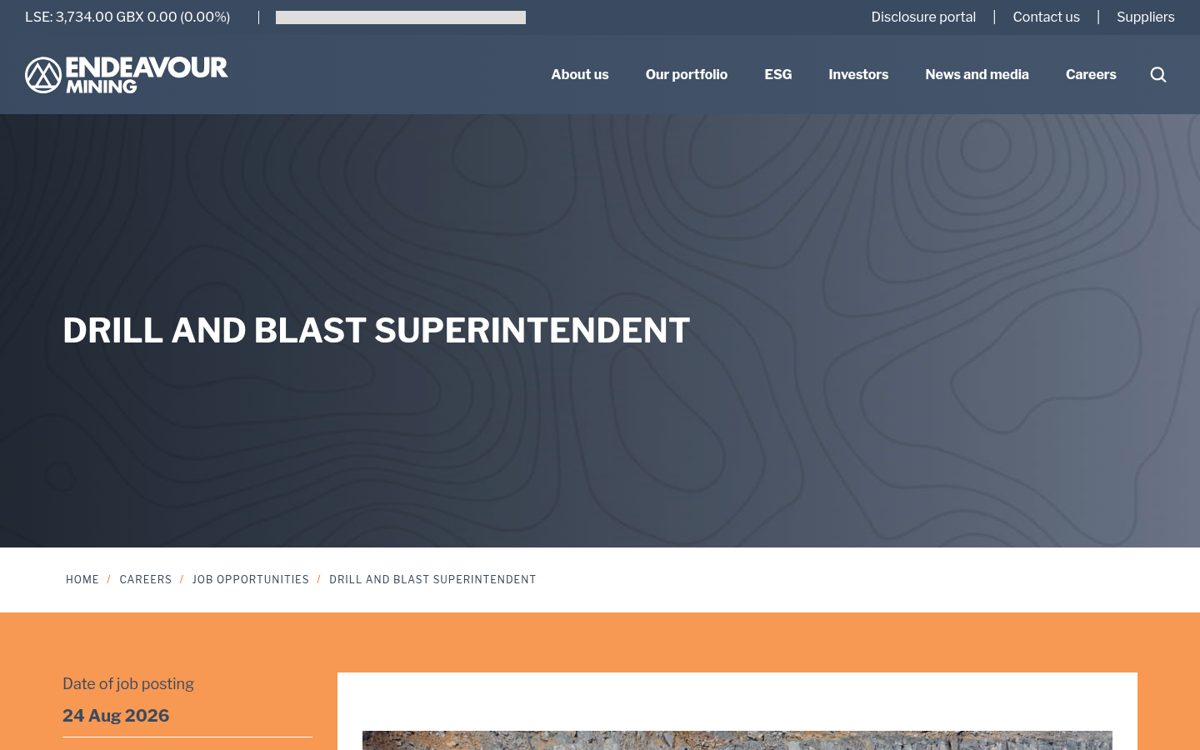 LSE: 3,734.00 GBX 0.00 (0.00%)
Disclosure portal
Contact us
Suppliers
ENDEAVOUR
MINING
About us
Our portfolio
ESG
Investors
News and media
Careers
DRILL AND BLAST SUPERINTENDENT
HOME / CAREERS / JOB OPPORTUNITIES / DRILL AND BLAST SUPERINTENDENT
Date of job posting
24 Aug 2026